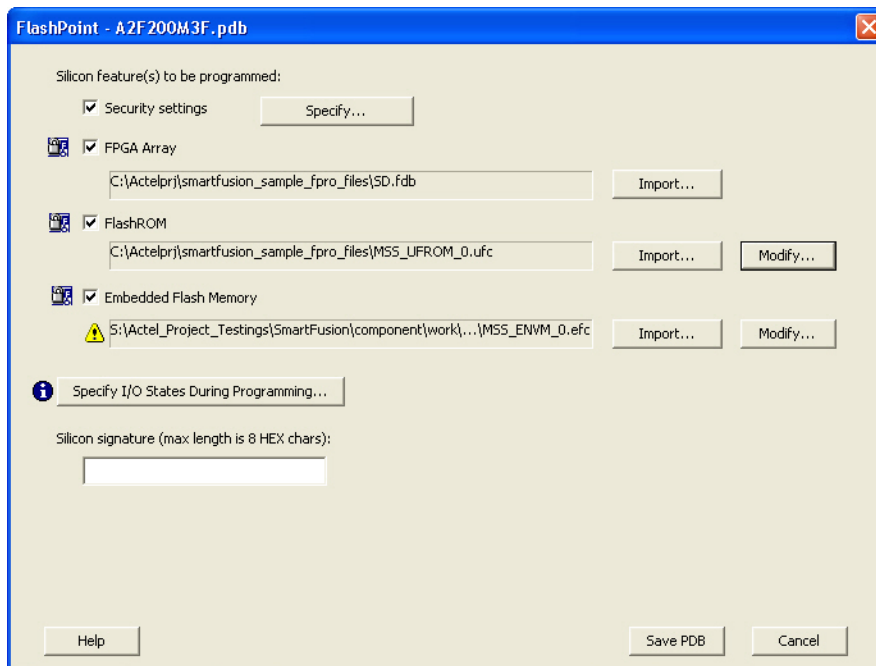 FlashPoint - A2F200M3F.pdb
Silicon feature(s) to be programmed:
Security settings
Specify...
FPGA Array
C:\Actelprj\smartfusion_sample_fpro_files\SD.fdb
Import...
FlashROM
C:\Actelprj\smartfusion_sample_fpro_files\MSS_UFROM_0.ufc
Import...
Modify...
Embedded Flash Memory
S:\Actel_Project_Testings\SmartFusion\component\work\...\MSS_ENVM_0.efc
Import...
Modify...
Specify I/O States During Programming...
Silicon signature (max length is 8 HEX chars):
Help
Save PDB
Cancel